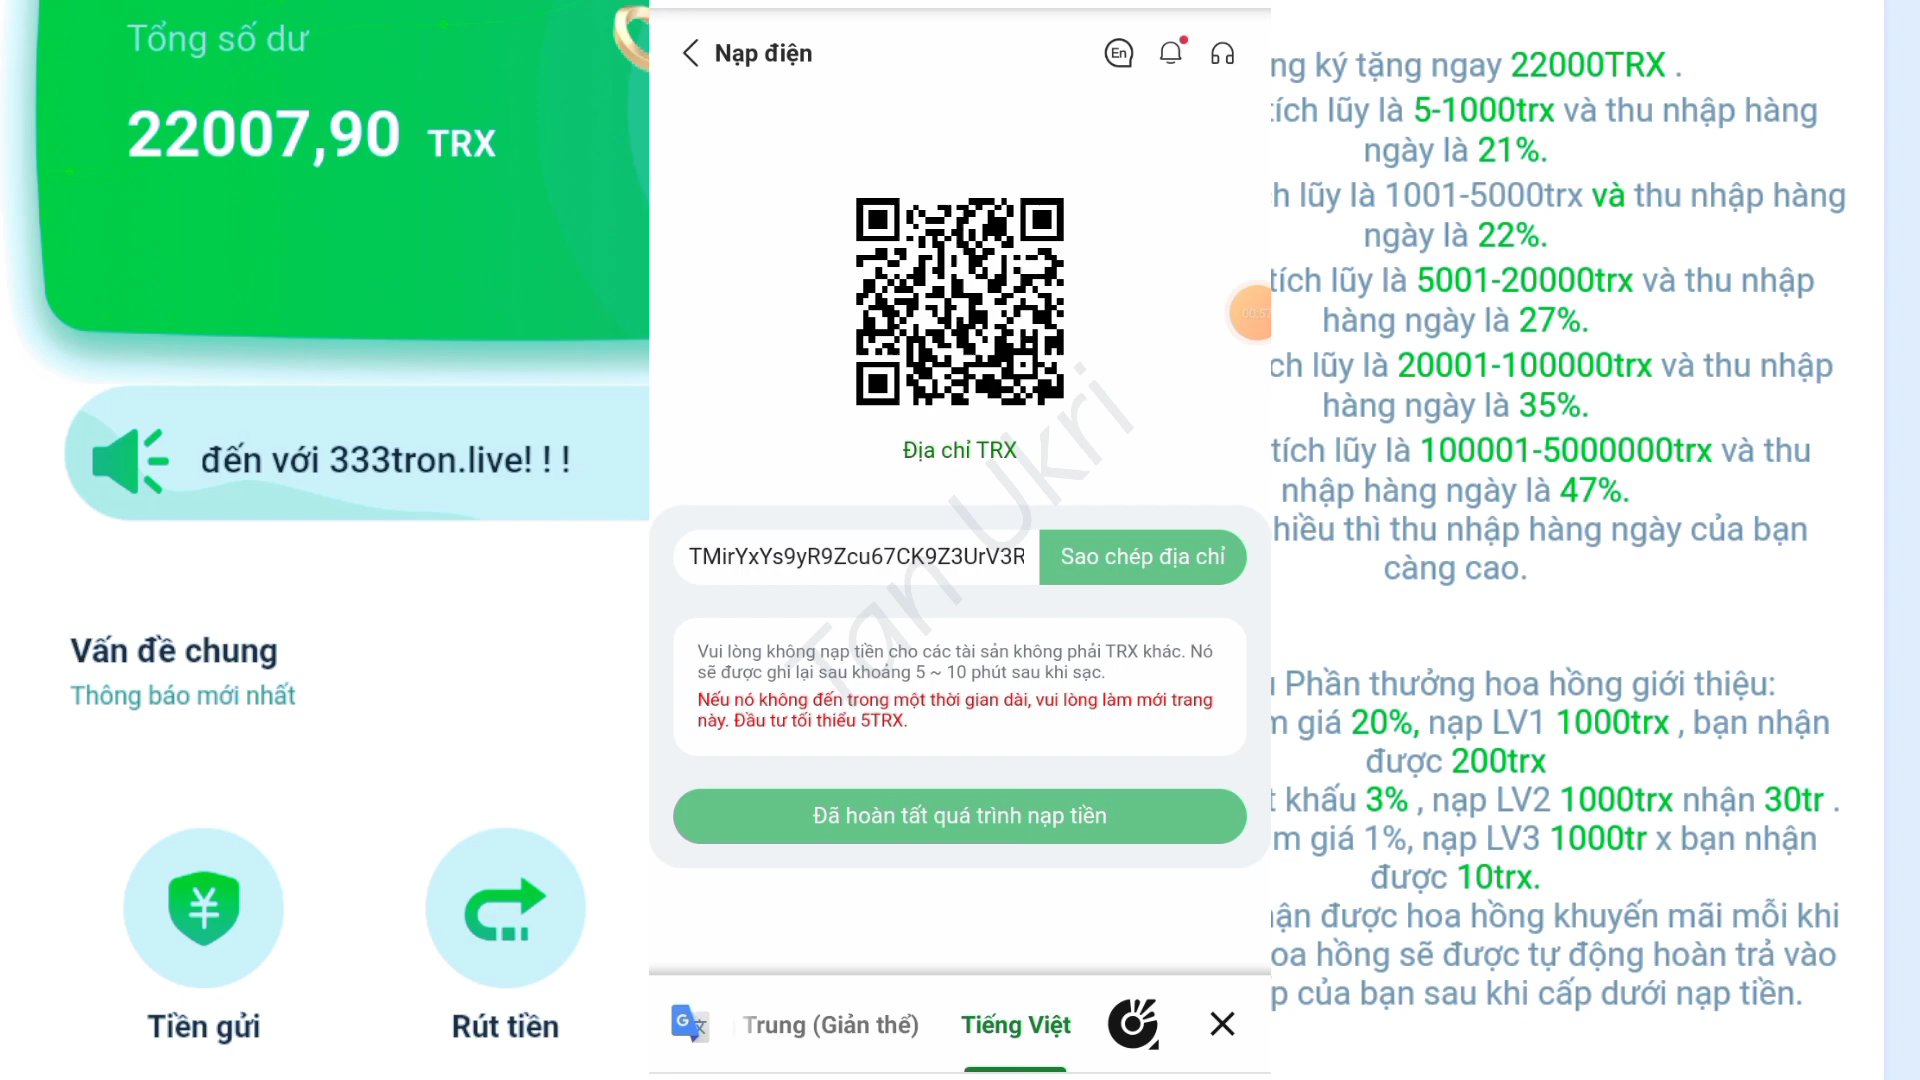 Tổng số dư
22007,90 TRX
đến với 333tron.live! ! !
Vấn đề chung
Thông báo mới nhất
Tiền gửi
Rút tiền
Nạp điện
En
Địa chỉ TRX
TMirYxYs9yR9Zcu67CK9Z3UrV3R
Sao chép địa chỉ
Vui lòng không nạp tiền cho các tài sản không phải TRX khác. Nó
sẽ được ghi lại sau khoảng 5 ~ 10 phút sau khi sạc.
Nếu nó không đến trong một thời gian dài, vui lòng làm mới trang
này. Đầu tư tối thiểu 5TRX.
Đã hoàn tất quá trình nạp tiền
Tan Ukri
00:57
Trung (Giản thể)
Tiếng Việt
ng ký tặng ngay 22000TRX .
tích lũy là 5-1000trx và thu nhập hàng
ngày là 21%.
h lũy là 1001-5000trx và thu nhập hàng
ngày là 22%.
tích lũy là 5001-20000trx và thu nhập
hàng ngày là 27%.
ch lũy là 20001-100000trx và thu nhập
hàng ngày là 35%.
tích lũy là 100001-5000000trx và thu
nhập hàng ngày là 47%.
hiều thì thu nhập hàng ngày của bạn
càng cao.
Phần thưởng hoa hồng giới thiệu:
m giá 20%, nạp LV1 1000trx , bạn nhận
được 200trx
t khấu 3% , nạp LV2 1000trx nhận 30tr .
m giá 1%, nạp LV3 1000tr x bạn nhận
được 10trx.
ận được hoa hồng khuyến mãi mỗi khi
oa hồng sẽ được tự động hoàn trả vào
p của bạn sau khi cấp dưới nạp tiền.